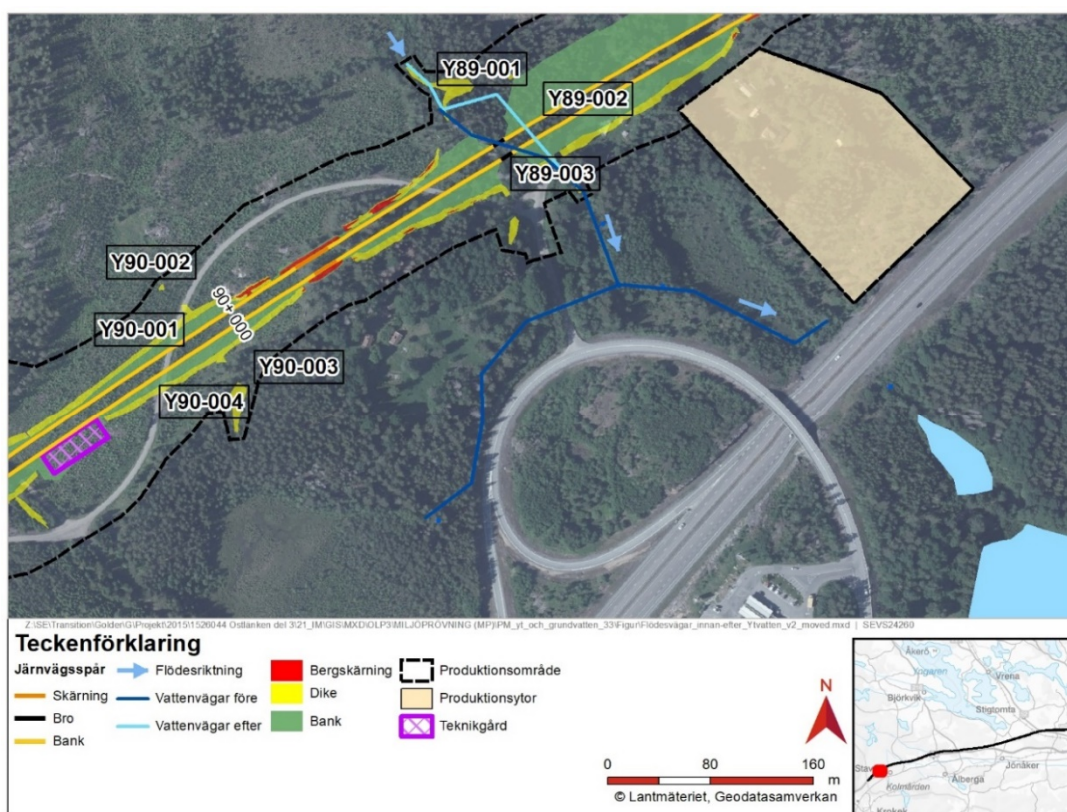 Y89-001
Y89-002
Y89-003
Y90-002
90+000
Y90-001
Y90-003
Y90-004
Z:\SE\Transition\Golden\G\Projekt\2015\1526044 Ostlänken del 3\21_IM\GIS\MXD\OLP3\MILJÖPRÖVNING (MP)\PM_yt_och_grundvatten_33\Figur\Flödesvägar_innan-efter_Ytvatten_v2_moved.mxd | SEVS24260
Teckenförklaring
Järnvägsspår
Skärning
Bro
Bank
Flödesriktning
Vattenvägar före
Vattenvägar efter
Bergskärning
Dike
Bank
Produktionsområde
Produktionsytor
Teknikgård
N
0 80 160
m
© Lantmäteriet, Geodatasamverkan
Åkerö
Vrena
Björkvik
Stigtomta
Stav
Jönåker
Ålberga
Kolmården
Krokek